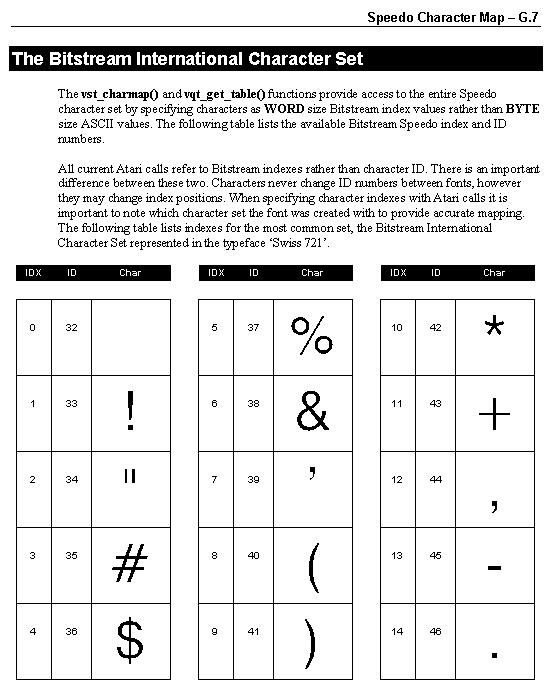 Speedo Character Map – G.7
The Bitstream International Character Set
The vst_charmap() and vqt_get_table() functions provide access to the entire Speedo
character set by specifying characters as WORD size Bitstream index values rather than BYTE
size ASCII values. The following table lists the available Bitstream Speedo index and ID
numbers.
All current Atari calls refer to Bitstream indexes rather than character ID. There is an important
difference between these two. Characters never change ID numbers between fonts, however
they may change index positions. When specifying character indexes with Atari calls it is
important to note which character set the font was created with to provide accurate mapping.
The following table lists indexes for the most common set, the Bitstream International
Character Set represented in the typeface ‘Swiss 721’.
IDX ID Char IDX ID Char IDX ID Char
0 32 5 37 % 10 42 *
1 33 ! 6 38 & 11 43 +
2 34 " 7 39 ’ 12 44 ,
3 35 # 8 40 ( 13 45 -
4 36 $ 9 41 ) 14 46 .